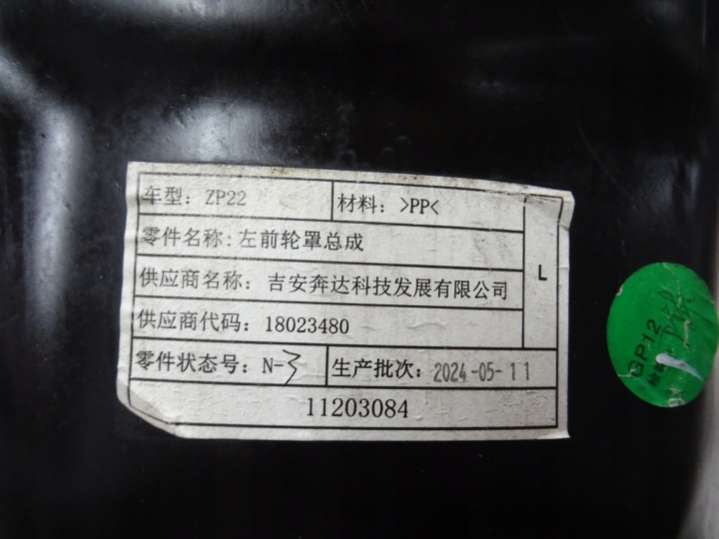 车型：ZP22 材料：>PP<
零件名称:左前轮罩总成
L
供应商名称：吉安奔达科技发展有限公司
供应商代码：18023480
零件状态号：N-3 生产批次：2024-05-11
11203084
GP12